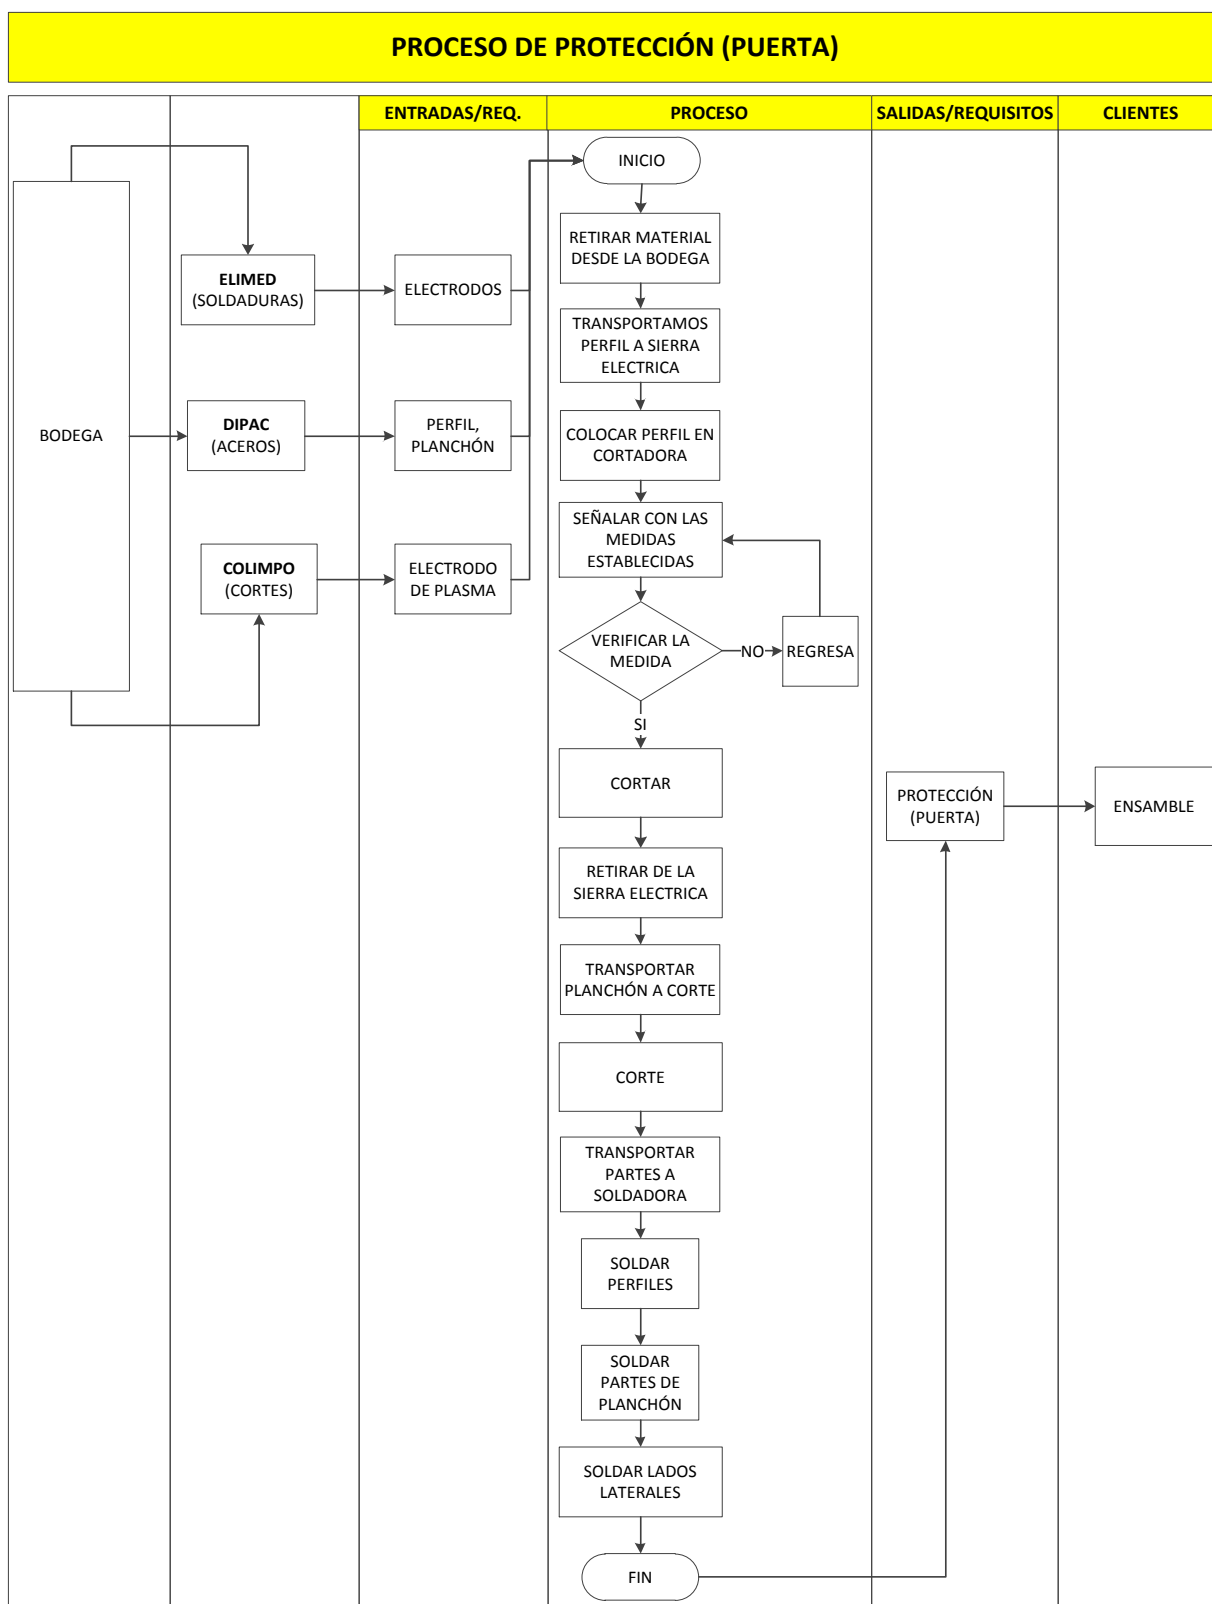 PROCESO DE PROTECCIÓN (PUERTA)
ENTRADAS/REQ.
PROCESO
SALIDAS/REQUISITOS
CLIENTES
BODEGA
ELIMED
(SOLDADURAS)
DIPAC
(ACEROS)
COLIMPO
(CORTES)
ELECTRODOS
PERFIL,
PLANCHÓN
ELECTRODO
DE PLASMA
INICIO
RETIRAR MATERIAL
DESDE LA BODEGA
TRANSPORTAMOS
PERFIL A SIERRA
ELECTRICA
COLOCAR PERFIL EN
CORTADORA
SEÑALAR CON LAS
MEDIDAS
ESTABLECIDAS
VERIFICAR LA
MEDIDA
NO
REGRESA
SI
CORTAR
RETIRAR DE LA
SIERRA ELECTRICA
TRANSPORTAR
PLANCHÓN A CORTE
CORTE
TRANSPORTAR
PARTES A
SOLDADORA
SOLDAR
PERFILES
SOLDAR
PARTES DE
PLANCHÓN
SOLDAR LADOS
LATERALES
FIN
PROTECCIÓN
(PUERTA)
ENSAMBLE